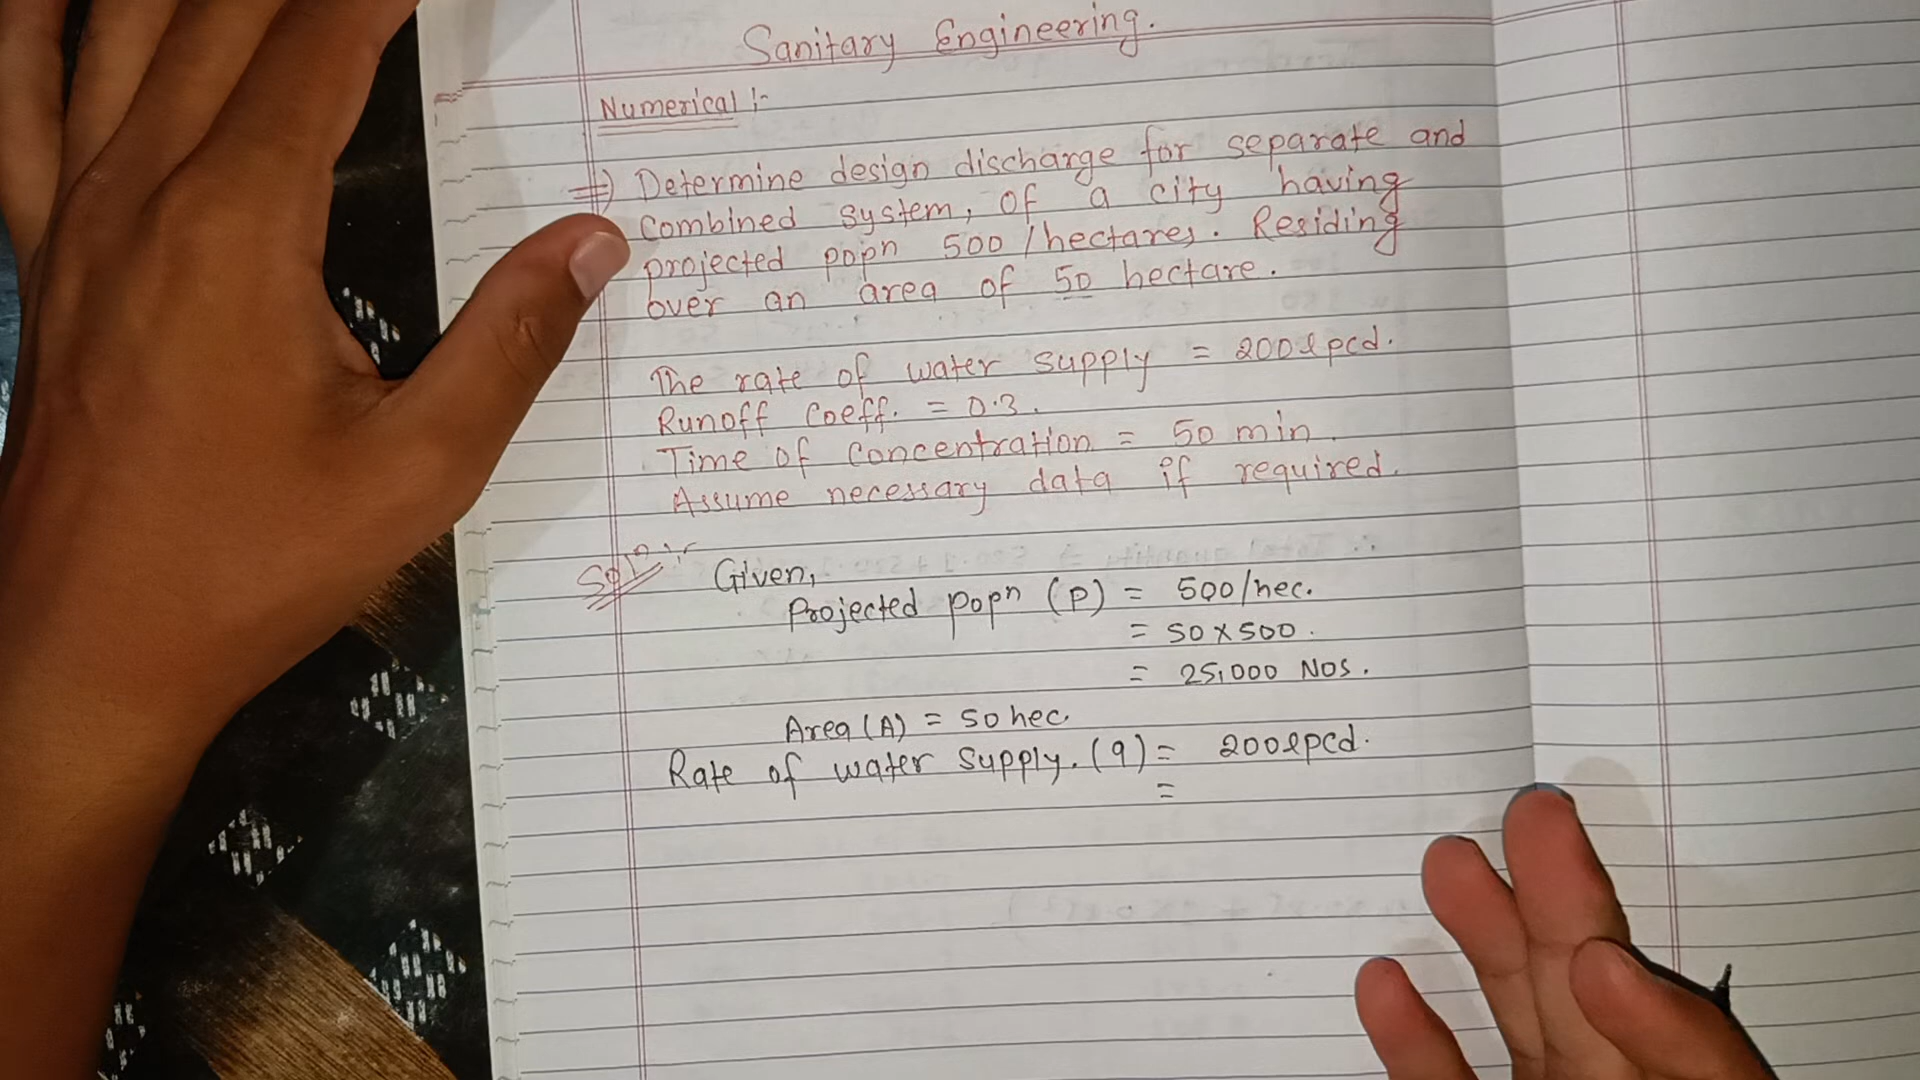 Sanitary Engineering.
Numerical :-
=) Determine design discharge for separate and
combined system, of a city having
projected popn 500 / hectares. Residing
over an area of 50 hectare.
The rate of water supply = 200 lpcd.
Runoff Coeff. = 0.3.
Time of Concentration = 50 min.
Assume necessary data if required.
Soln :-
Given,
Projected popn (P) = 500/hec.
= 50 x 500.
= 25,000 Nos.
Area (A) = 50 hec.
Rate of water supply. (q) = 200 lpcd.
=